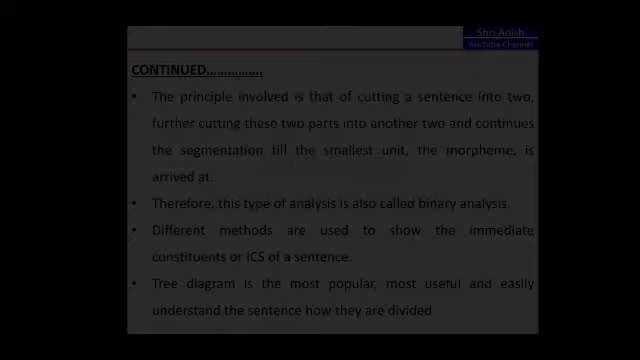 Shri Anish
YouTube Channel
CONTINUED…………….
• The principle involved is that of cutting a sentence into two,
further cutting these two parts into another two and continues
the segmentation till the smallest unit, the morpheme, is
arrived at.
• Therefore, this type of analysis is also called binary analysis.
• Different methods are used to show the immediate
constituents or ICS of a sentence.
• Tree diagram is the most popular, most useful and easily
understand the sentence how they are divided